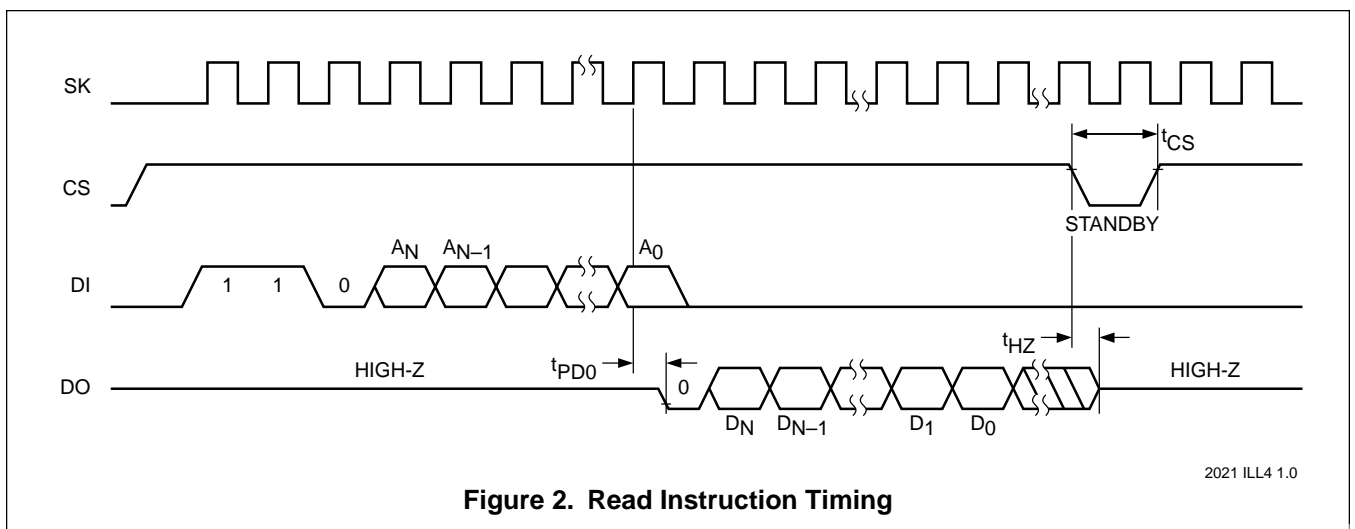 SK
tCS
CS
STANDBY
AN AN–1 A0
DI 1 1 0
tHZ
tPD0
HIGH-Z 0 HIGH-Z
DO
DN DN–1 D1 D0
2021 ILL4 1.0
Figure 2. Read Instruction Timing